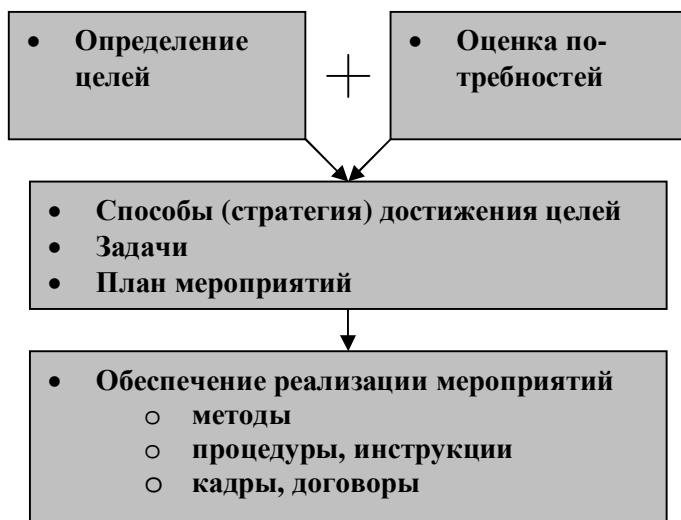 • Определение
целей
+
• Оценка по-
требностей
• Способы (стратегия) достижения целей
• Задачи
• План мероприятий
• Обеспечение реализации мероприятий
o методы
o процедуры, инструкции
o кадры, договоры